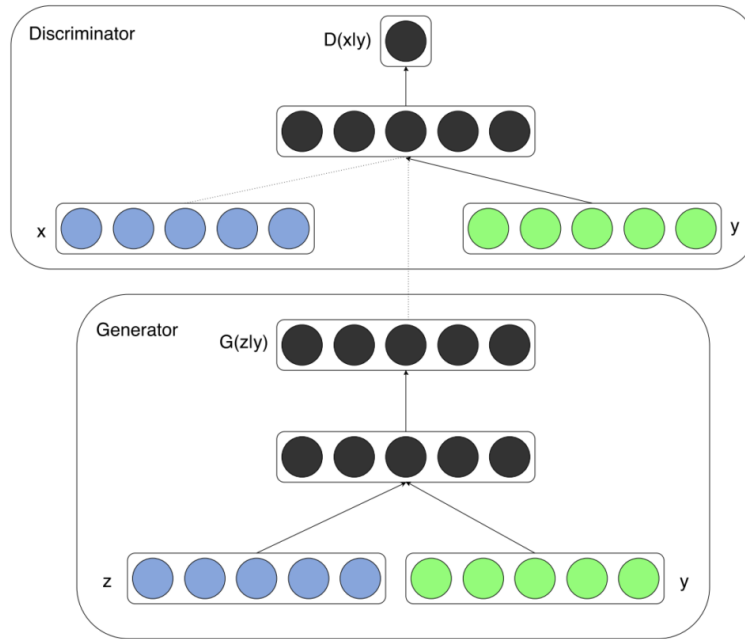 Discriminator
D(x|y)
x
y
Generator
G(z|y)
z
y